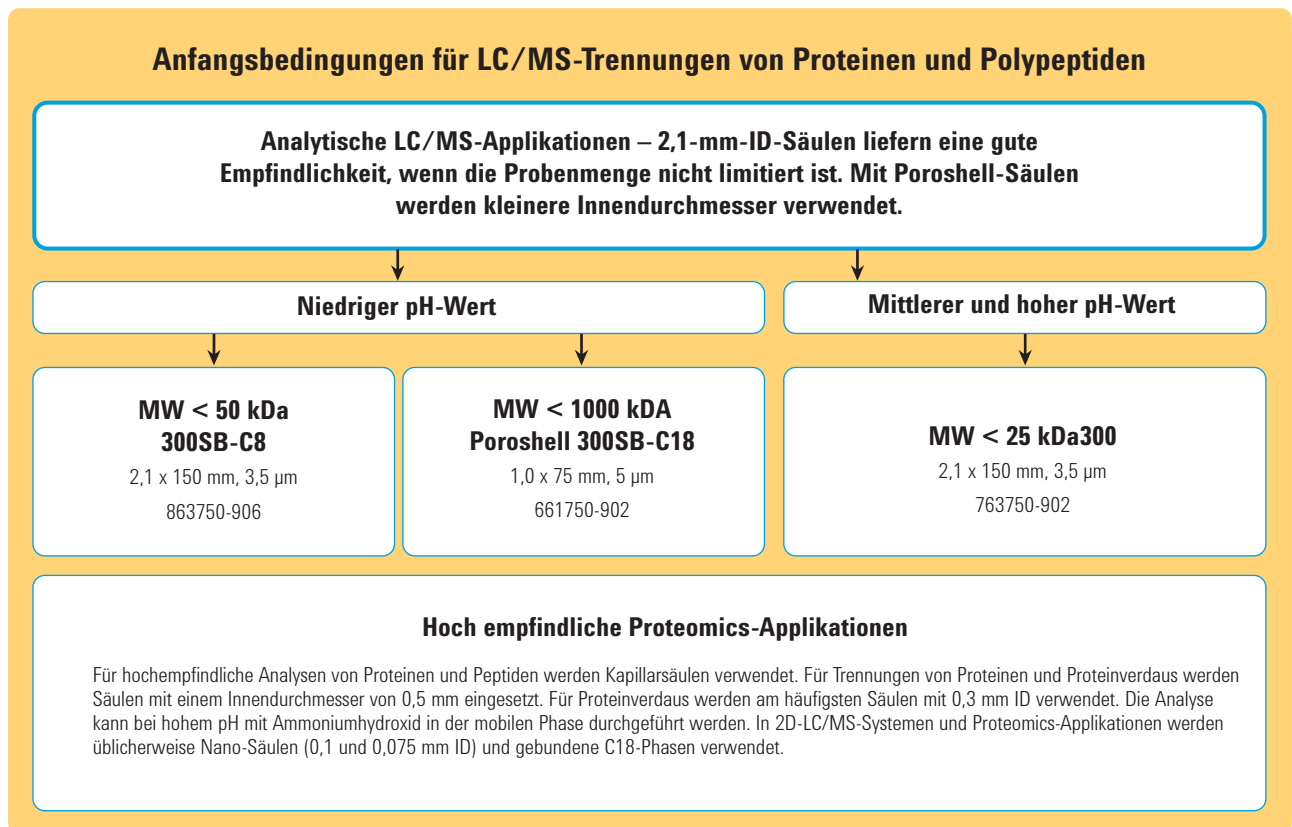 Anfangsbedingungen für LC/MS-Trennungen von Proteinen und Polypeptiden
Analytische LC/MS-Applikationen – 2,1-mm-ID-Säulen liefern eine gute
Empfindlichkeit, wenn die Probenmenge nicht limitiert ist. Mit Poroshell-Säulen
werden kleinere Innendurchmesser verwendet.
Niedriger pH-Wert
Mittlerer und hoher pH-Wert
MW < 50 kDa
300SB-C8
2,1 x 150 mm, 3,5 µm
863750-906
MW < 1000 kDA
Poroshell 300SB-C18
1,0 x 75 mm, 5 µm
661750-902
MW < 25 kDa300
2,1 x 150 mm, 3,5 µm
763750-902
Hoch empfindliche Proteomics-Applikationen
Für hochempfindliche Analysen von Proteinen und Peptiden werden Kapillarsäulen verwendet. Für Trennungen von Proteinen und Proteinverdaus werden
Säulen mit einem Innendurchmesser von 0,5 mm eingesetzt. Für Proteinverdaus werden am häufigsten Säulen mit 0,3 mm ID verwendet. Die Analyse
kann bei hohem pH mit Ammoniumhydroxid in der mobilen Phase durchgeführt werden. In 2D-LC/MS-Systemen und Proteomics-Applikationen werden
üblicherweise Nano-Säulen (0,1 und 0,075 mm ID) und gebundene C18-Phasen verwendet.